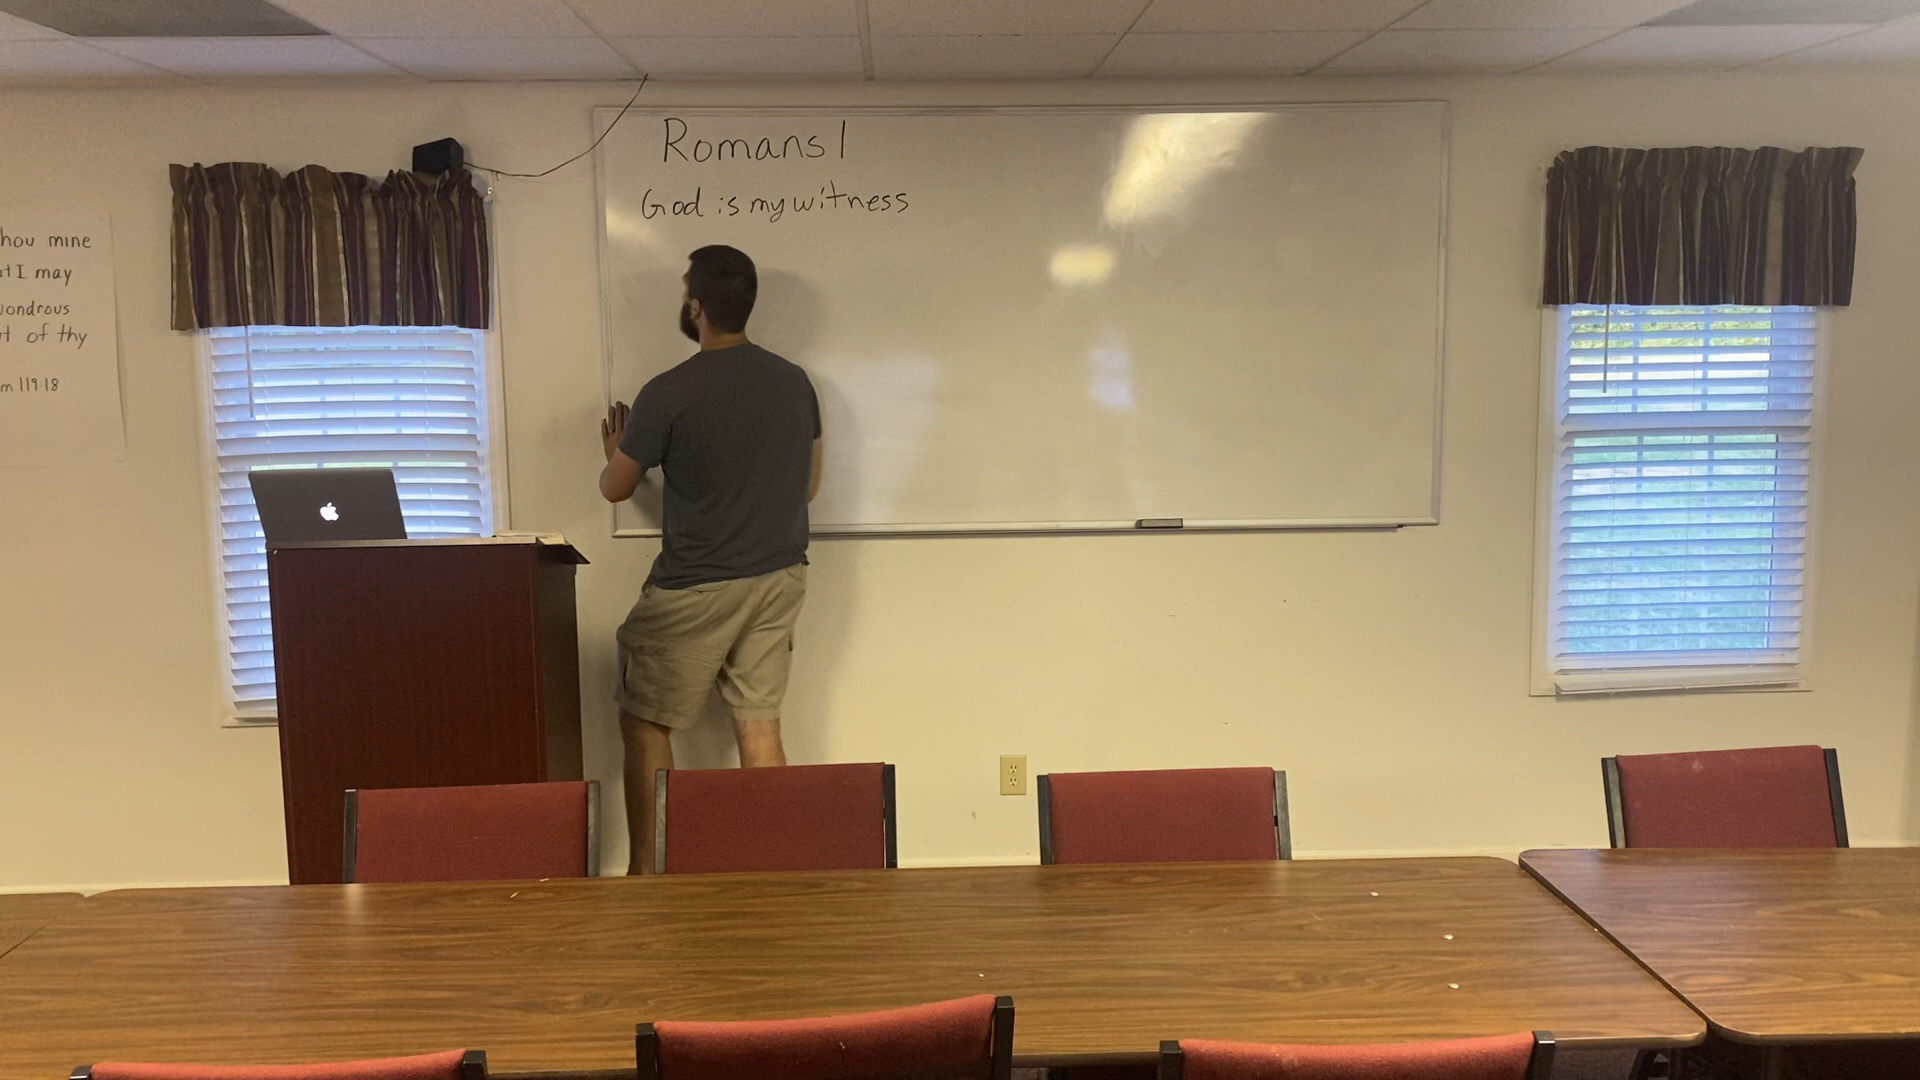 hou mine
t I may
ondrous
t of thy
m 119:18
Romans 1
God is my witness